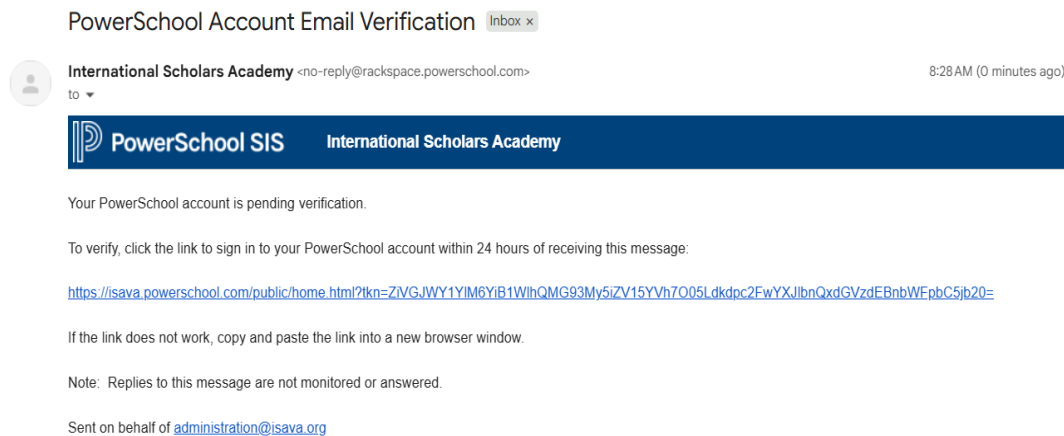 PowerSchool Account Email Verification Inbox ×
International Scholars Academy <no-reply@rackspace.powerschool.com> 8:28 AM (0 minutes ago)
to
PowerSchool SIS International Scholars Academy
Your PowerSchool account is pending verification.
To verify, click the link to sign in to your PowerSchool account within 24 hours of receiving this message:
https://isava.powerschool.com/public/home.html?tkn=ZiVGJWY1YlM6YiB1WlhQMG93My5iZV15YVh7O05Ldkdpc2FwYXJlbnQxdGVzdEBnbWFpbC5jb20=
If the link does not work, copy and paste the link into a new browser window.
Note: Replies to this message are not monitored or answered.
Sent on behalf of administration@isava.org